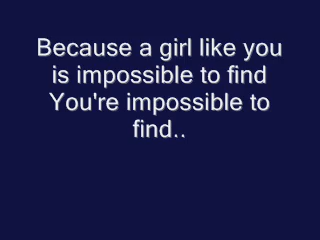 Because a girl like you
is impossible to find
You're impossible to
find..